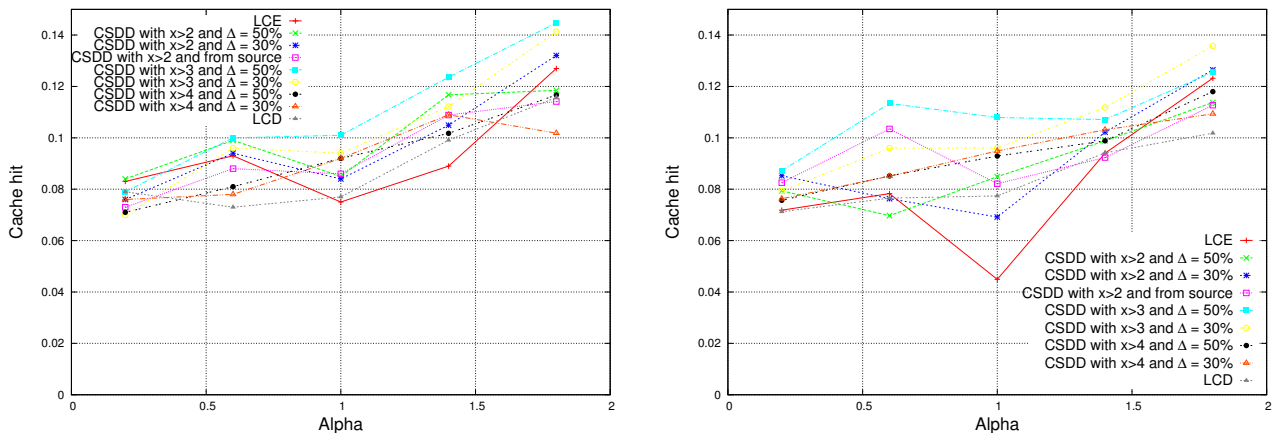 0.14
0.12
0.1
0.08
0.06
0.04
0.02
0
Cache hit
LCE
CSDD with x>2 and Δ = 50%
CSDD with x>2 and Δ = 30%
CSDD with x>2 and from source
CSDD with x>3 and Δ = 50%
CSDD with x>3 and Δ = 30%
CSDD with x>4 and Δ = 50%
CSDD with x>4 and Δ = 30%
LCD
0 0.5 1 1.5 2
Alpha
0.14
0.12
0.1
0.08
0.06
0.04
0.02
0
Cache hit
LCE
CSDD with x>2 and Δ = 50%
CSDD with x>2 and Δ = 30%
CSDD with x>2 and from source
CSDD with x>3 and Δ = 50%
CSDD with x>3 and Δ = 30%
CSDD with x>4 and Δ = 50%
CSDD with x>4 and Δ = 30%
LCD
0 0.5 1 1.5 2
Alpha